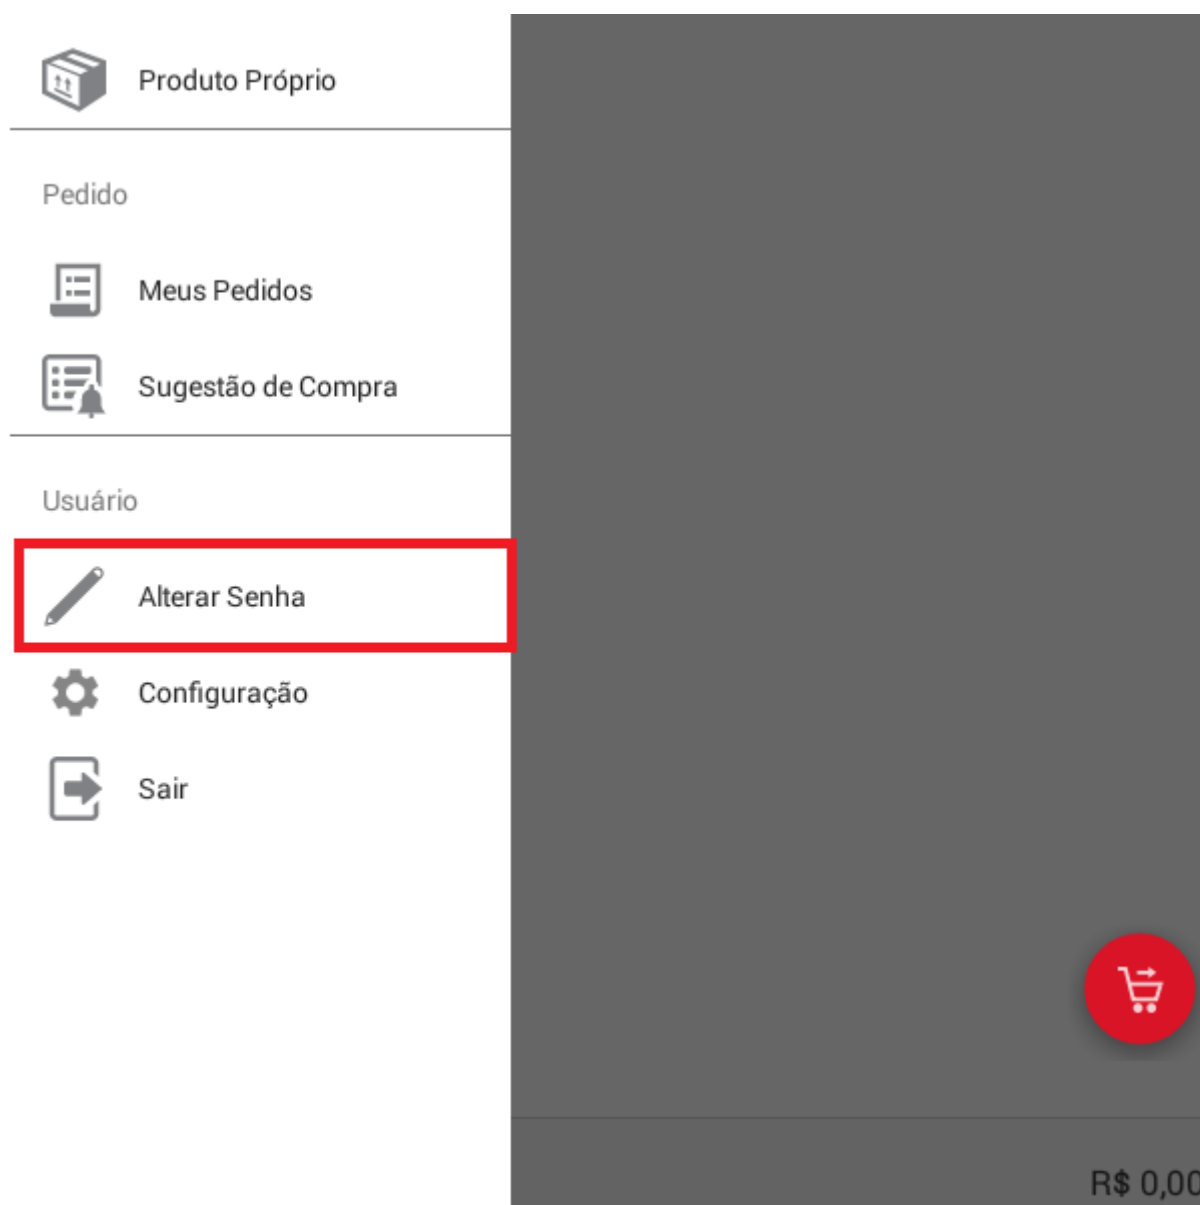 Produto Próprio
Pedido
Meus Pedidos
Sugestão de Compra
Usuário
Alterar Senha
Configuração
Sair
R$ 0,00